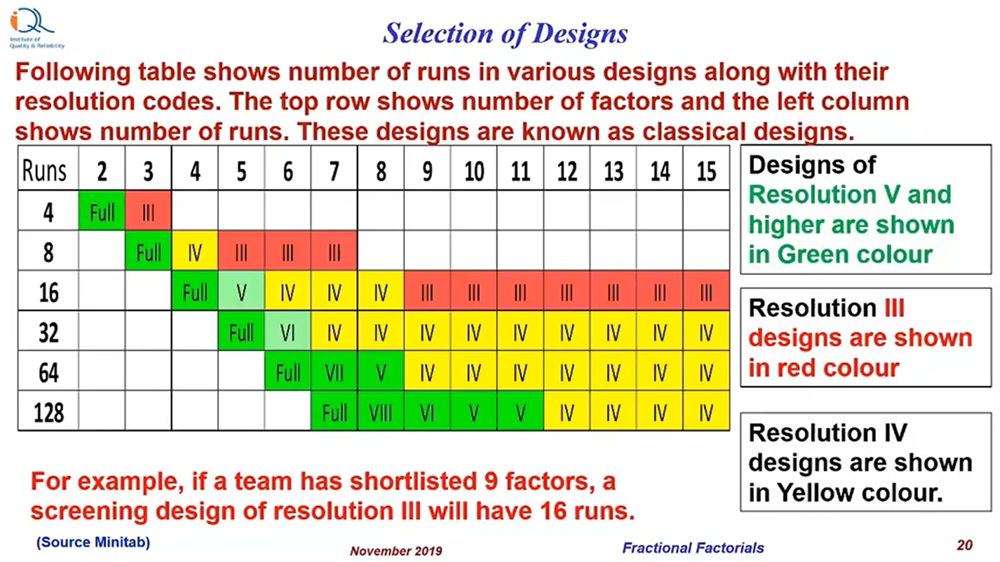 iQR
Institute of
Quality & Reliability
Selection of Designs
Following table shows number of runs in various designs along with their
resolution codes. The top row shows number of factors and the left column
shows number of runs. These designs are known as classical designs.
Runs 2 3 4 5 6 7 8 9 10 11 12 13 14 15
4 Full III
8 Full IV III III III
16 Full V IV IV IV III III III III III III III
32 Full VI IV IV IV IV IV IV IV IV IV
64 Full VII V IV IV IV IV IV IV IV
128 Full VIII VI V V IV IV IV IV
Designs of
Resolution V and
higher are shown
in Green colour
Resolution III
designs are shown
in red colour
Resolution IV
designs are shown
in Yellow colour.
For example, if a team has shortlisted 9 factors, a
screening design of resolution III will have 16 runs.
(Source Minitab)
November 2019
Fractional Factorials
20